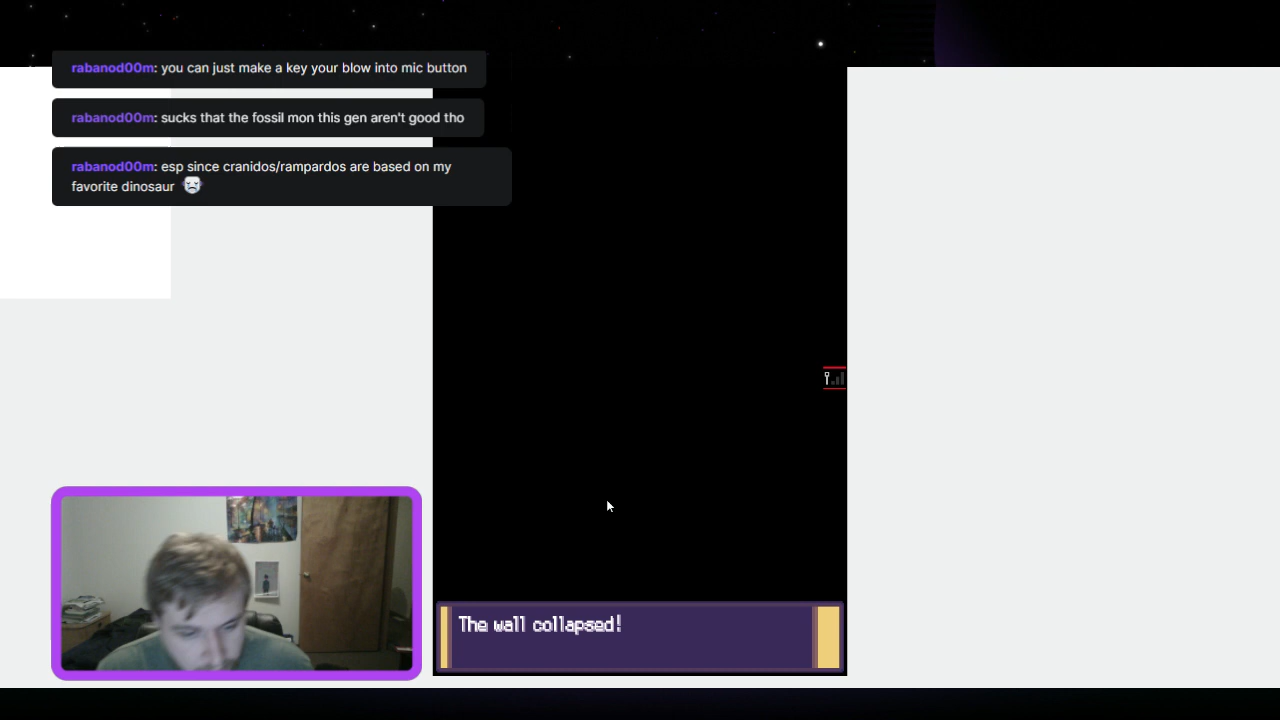 rabanod00m: you can just make a key your blow into mic button
rabanod00m: sucks that the fossil mon this gen aren't good tho
rabanod00m: esp since cranidos/rampardos are based on my
favorite dinosaur
The wall collapsed!